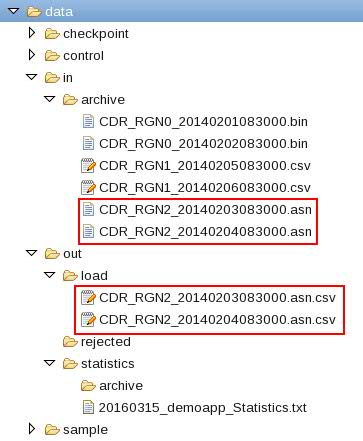 data
checkpoint
control
in
archive
CDR_RGN0_20140201083000.bin
CDR_RGN0_20140202083000.bin
CDR_RGN1_20140205083000.csv
CDR_RGN1_20140206083000.csv
CDR_RGN2_20140203083000.asn
CDR_RGN2_20140204083000.asn
out
load
CDR_RGN2_20140203083000.asn.csv
CDR_RGN2_20140204083000.asn.csv
rejected
statistics
archive
20160315_demoapp_Statistics.txt
sample